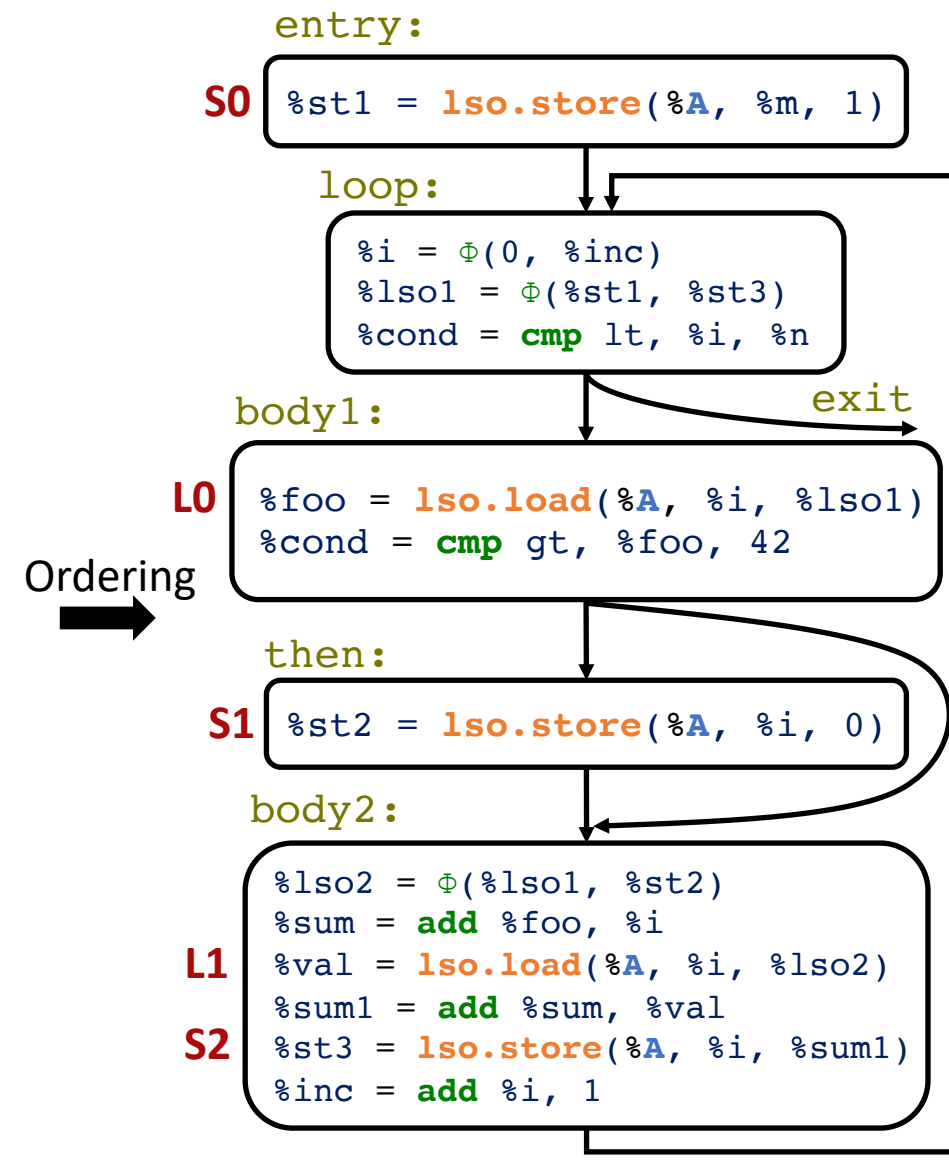 entry:
S0 %st1 = lso.store(%A, %m, 1)
loop:
%i = Φ(0, %inc)
%lso1 = Φ(%st1, %st3)
%cond = cmp lt, %i, %n
exit
body1:
L0 %foo = lso.load(%A, %i, %lso1)
%cond = cmp gt, %foo, 42
Ordering
then:
S1 %st2 = lso.store(%A, %i, 0)
body2:
%lso2 = Φ(%lso1, %st2)
%sum = add %foo, %i
L1 %val = lso.load(%A, %i, %lso2)
%sum1 = add %sum, %val
S2 %st3 = lso.store(%A, %i, %sum1)
%inc = add %i, 1